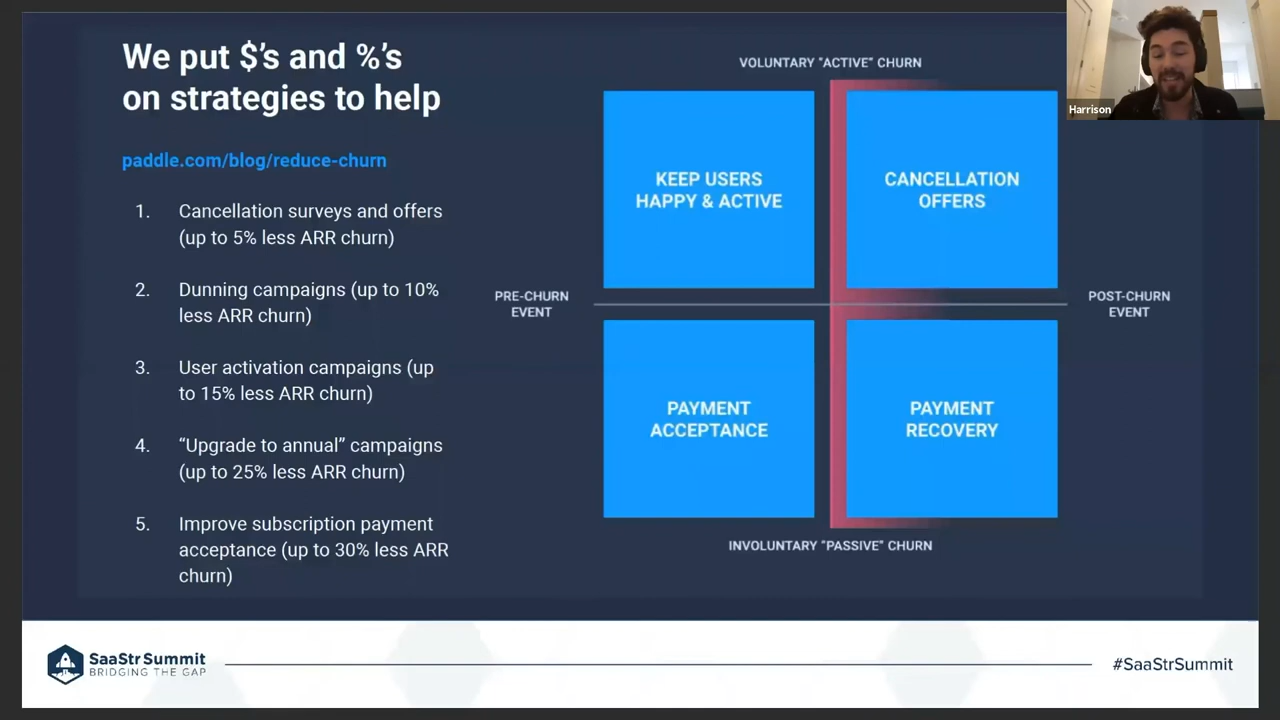 We put $’s and %’s
on strategies to help
paddle.com/blog/reduce-churn
1. Cancellation surveys and offers
(up to 5% less ARR churn)
2. Dunning campaigns (up to 10%
less ARR churn)
3. User activation campaigns (up
to 15% less ARR churn)
4. “Upgrade to annual” campaigns
(up to 25% less ARR churn)
5. Improve subscription payment
acceptance (up to 30% less ARR
churn)
VOLUNTARY "ACTIVE" CHURN
KEEP USERS
HAPPY & ACTIVE
CANCELLATION
OFFERS
PRE-CHURN
EVENT
POST-CHURN
EVENT
PAYMENT
ACCEPTANCE
PAYMENT
RECOVERY
INVOLUNTARY "PASSIVE" CHURN
Harrison
SaaStr Summit
BRIDGING THE GAP
#SaaStrSummit